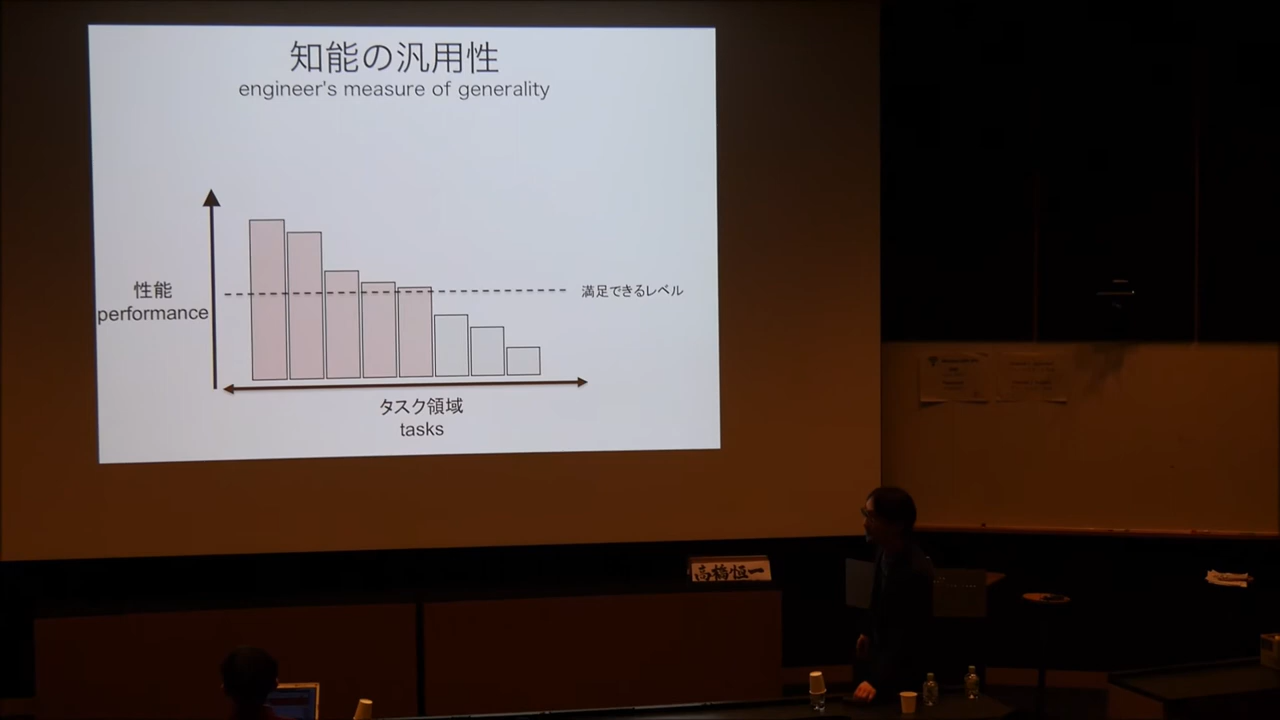 知能の汎用性
engineer's measure of generality
性能
performance
満足できるレベル
タスク領域
tasks
高橋恒一